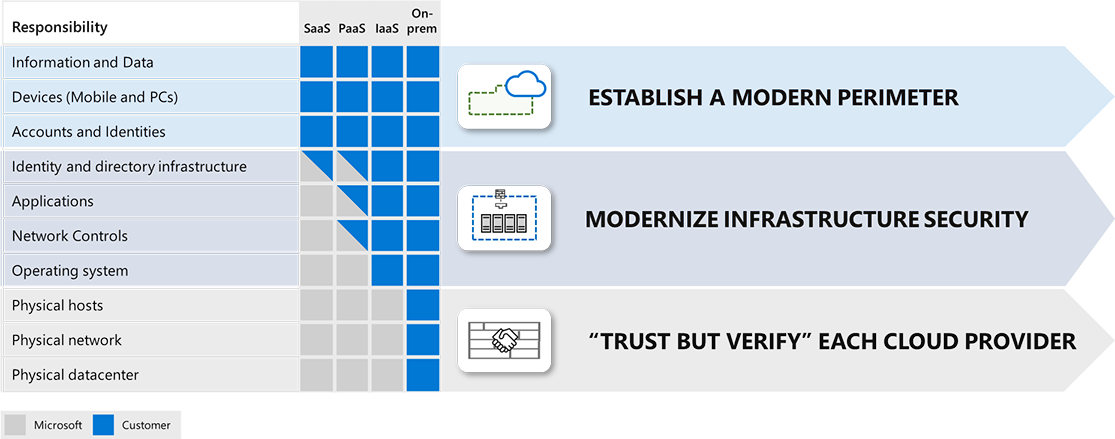 Responsibility
SaaS PaaS IaaS On-
prem
Information and Data
Devices (Mobile and PCs)
Accounts and Identities
ESTABLISH A MODERN PERIMETER
Identity and directory infrastructure
Applications
Network Controls
Operating system
MODERNIZE INFRASTRUCTURE SECURITY
Physical hosts
Physical network
Physical datacenter
“TRUST BUT VERIFY” EACH CLOUD PROVIDER
Microsoft Customer